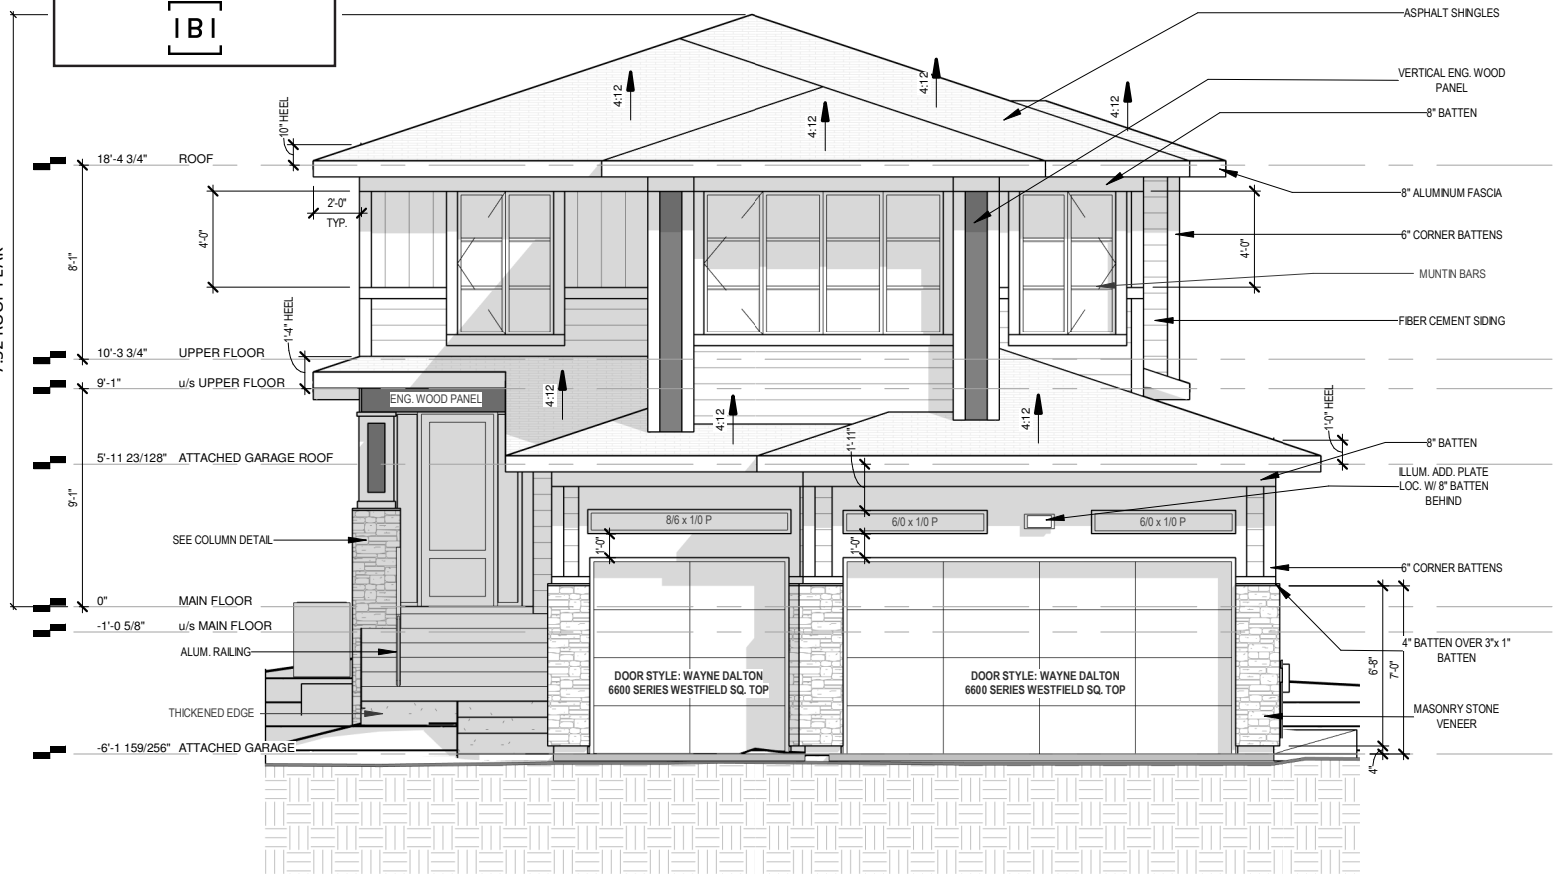 IBI
ASPHALT SHINGLES
VERTICAL ENG. WOOD
PANEL
8" BATTEN
4:12
4:12
4:12
4:12
10" HEEL
18'-4 3/4" ROOF
2'-0"
TYP.
4'-0"
8'-1"
8" ALUMINUM FASCIA
6" CORNER BATTENS
4'-0"
MUNTIN BARS
FIBER CEMENT SIDING
1'-4" HEEL
10'-3 3/4" UPPER FLOOR
9'-1" u/s UPPER FLOOR
ENG. WOOD PANEL
4:12
4:12
4:12
1'-0" HEEL
8" BATTEN
5'-11 23/128" ATTACHED GARAGE ROOF
1'-11"
ILLUM. ADD. PLATE
LOC. W/ 8" BATTEN
BEHIND
9'-1"
8/6 x 1/0 P
6/0 x 1/0 P
6/0 x 1/0 P
SEE COLUMN DETAIL
1'-0"
1'-0"
6" CORNER BATTENS
0" MAIN FLOOR
-1'-0 5/8" u/s MAIN FLOOR
ALUM. RAILING
4" BATTEN OVER 3"x 1"
BATTEN
6'-8"
7'-0"
DOOR STYLE: WAYNE DALTON
6600 SERIES WESTFIELD SQ. TOP
DOOR STYLE: WAYNE DALTON
6600 SERIES WESTFIELD SQ. TOP
THICKENED EDGE
MASONRY STONE
VENEER
-6'-1 159/256" ATTACHED GARAGE
4"